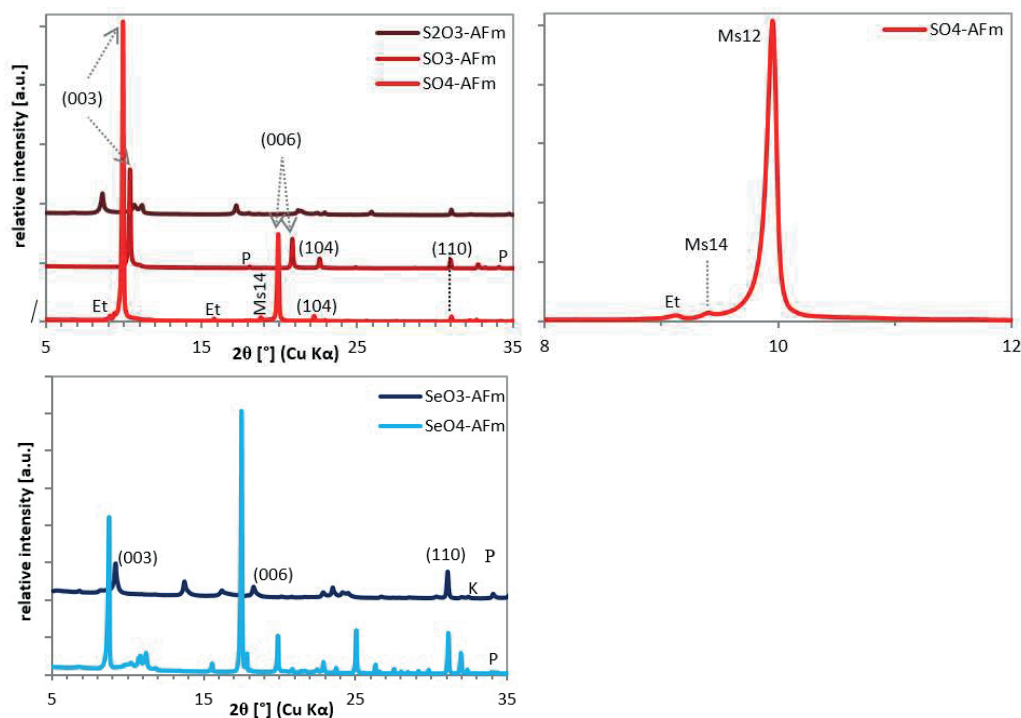 S2O3-AFm
SO3-AFm
SO4-AFm
(003)
(006)
P
(104)
(110)
P
Et
Et
Ms14
(104)
/
5
15
25
35
2θ [°] (Cu Kα)
relative intensity [a.u.]
SO4-AFm
Ms12
Ms14
Et
8
10
12
relative intensity [a.u.]
SeO3-AFm
SeO4-AFm
(003)
(006)
(110)
P
K
P
5
15
25
35
2θ [°] (Cu Kα)